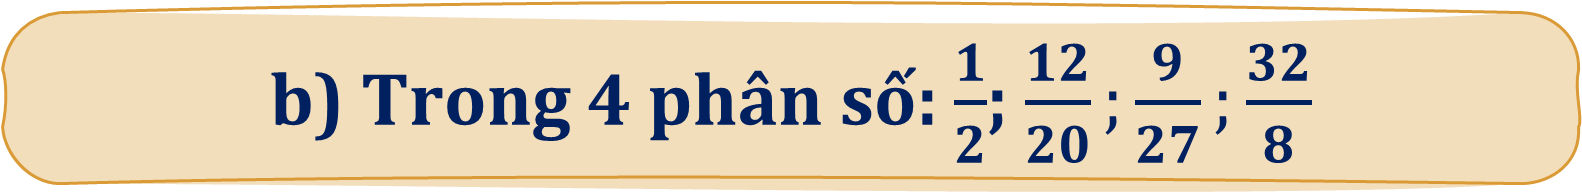 b) Trong 4 phân số: 1/2; 12/20 ; 9/27 ; 32/8